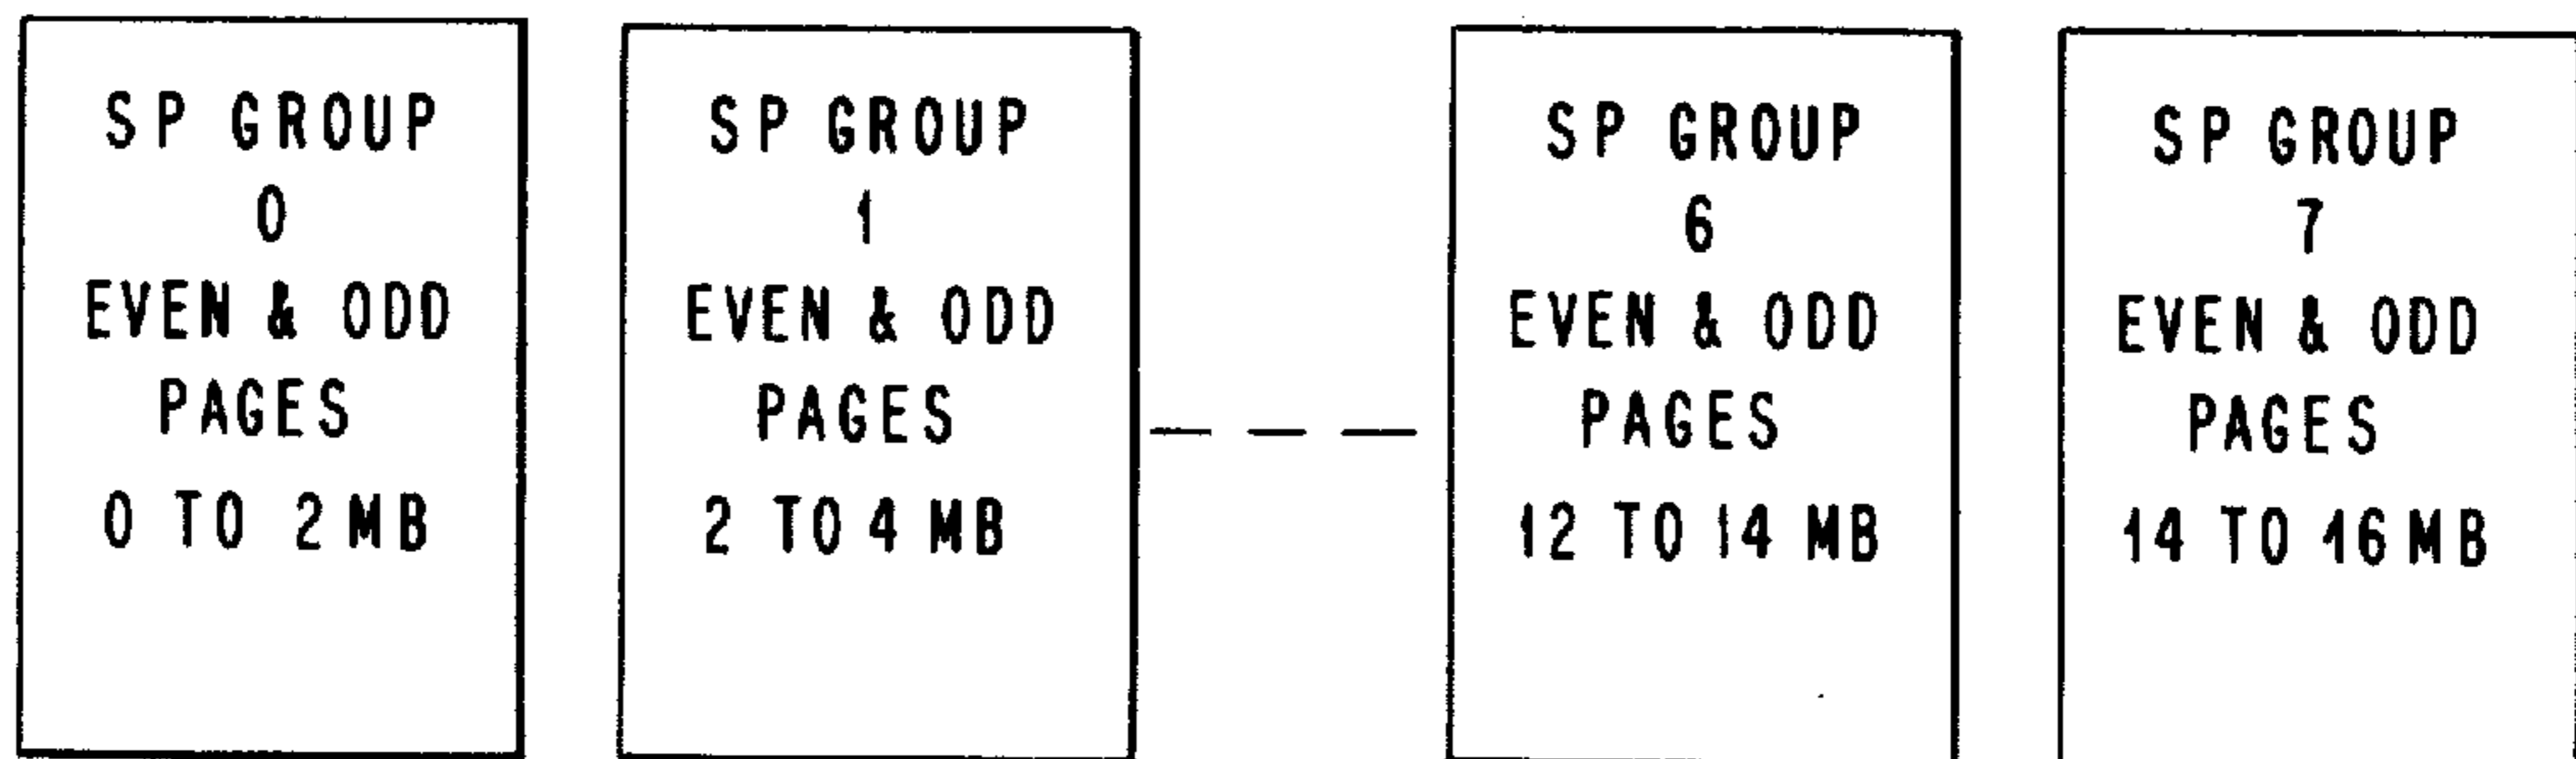 SP GROUP
0
EVEN & ODD
PAGES
0 TO 2 MB
SP GROUP
1
EVEN & ODD
PAGES
2 TO 4 MB
SP GROUP
6
EVEN & ODD
PAGES
12 TO 14 MB
SP GROUP
7
EVEN & ODD
PAGES
14 TO 16 MB